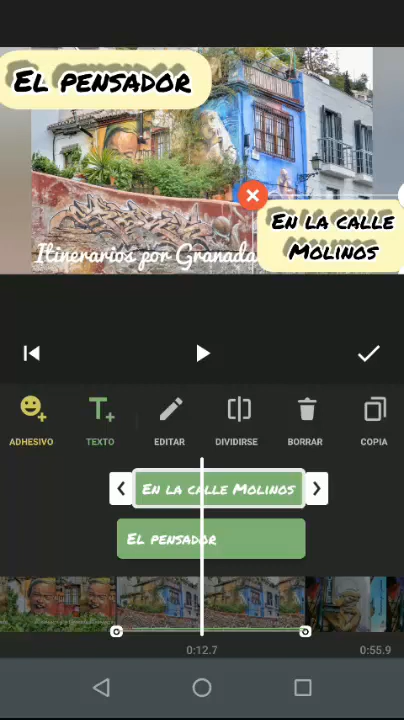 El pensador
En la calle
Molinos
Itinerarios por Granada
ADHESIVO
TEXTO
EDITAR
DIVIDIRSE
BORRAR
COPIA
En la calle Molinos
El pensador
0:12.7
0:55.9